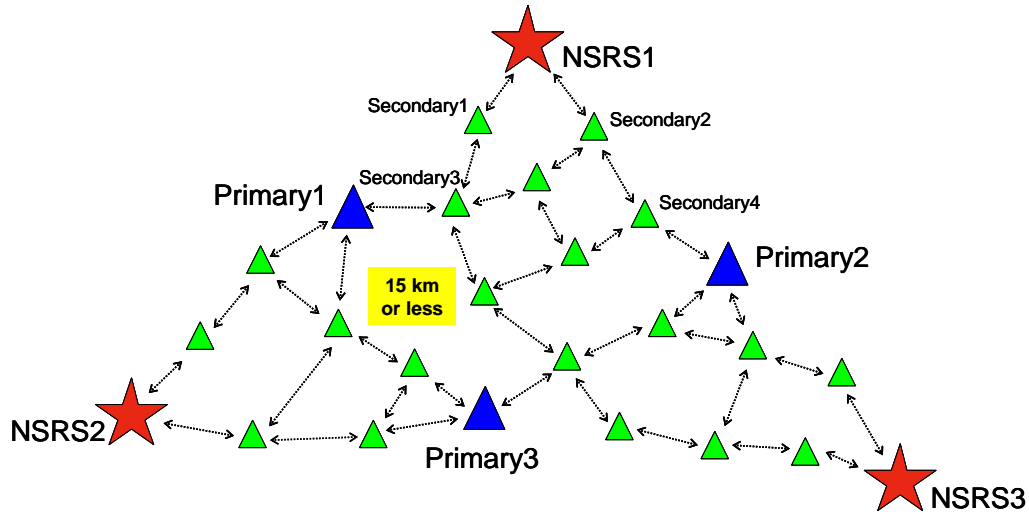 NSRS1
Secondary1
Secondary2
Secondary3
Primary1
Secondary4
Primary2
15 km
or less
NSRS2
Primary3
NSRS3